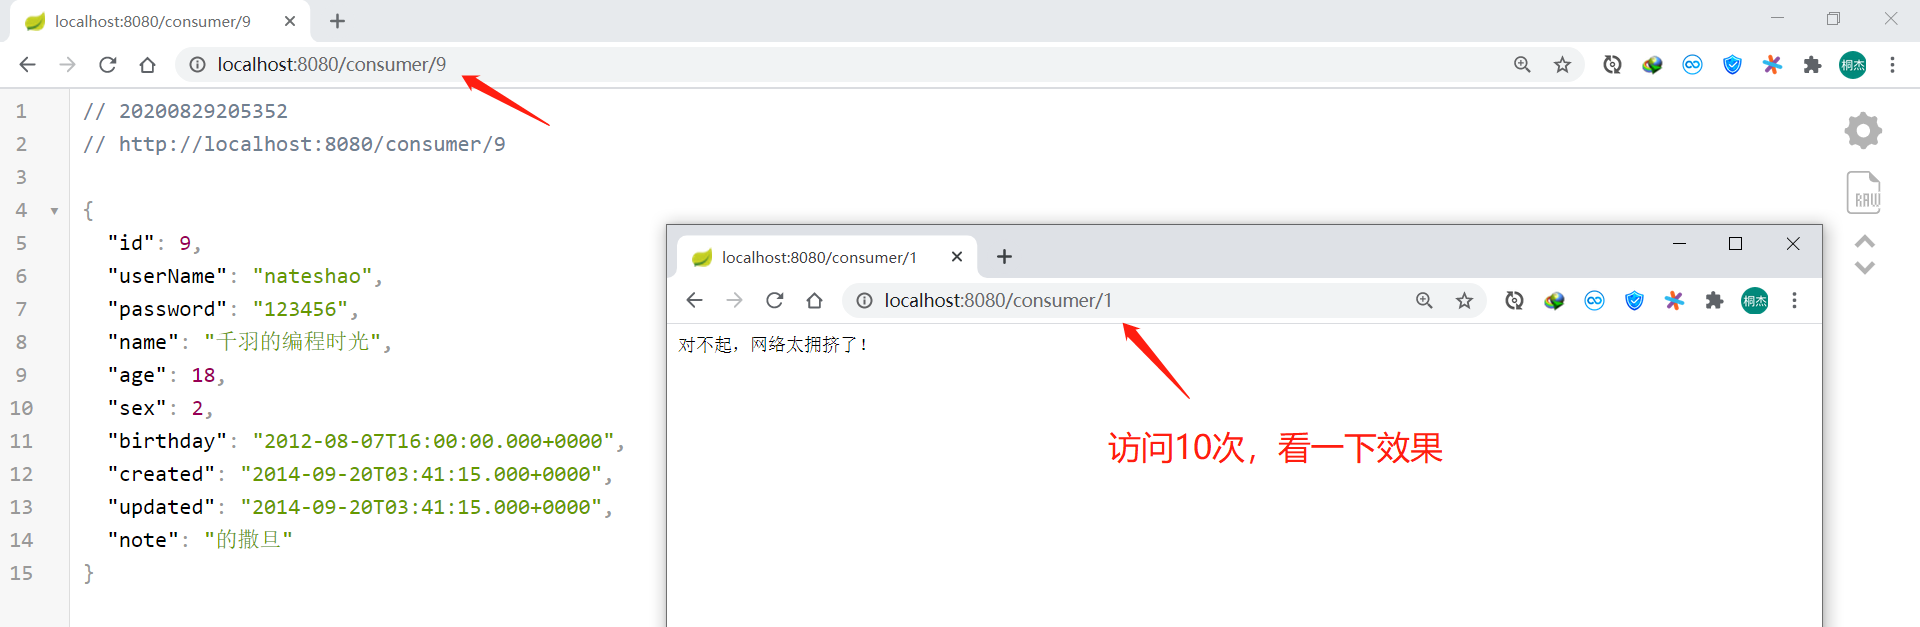 localhost:8080/consumer/9
localhost:8080/consumer/9
桐杰
1 // 20200829205352
2 // http://localhost:8080/consumer/9
3
4 {
5 "id": 9,
6 "userName": "nateshao",
7 "password": "123456",
8 "name": "千羽的编程时光",
9 "age": 18,
10 "sex": 2,
11 "birthday": "2012-08-07T16:00:00.000+0000",
12 "created": "2014-09-20T03:41:15.000+0000",
13 "updated": "2014-09-20T03:41:15.000+0000",
14 "note": "的撒旦"
15 }
RAW
localhost:8080/consumer/1
localhost:8080/consumer/1
桐杰
对不起，网络太拥挤了！
访问10次，看一下效果